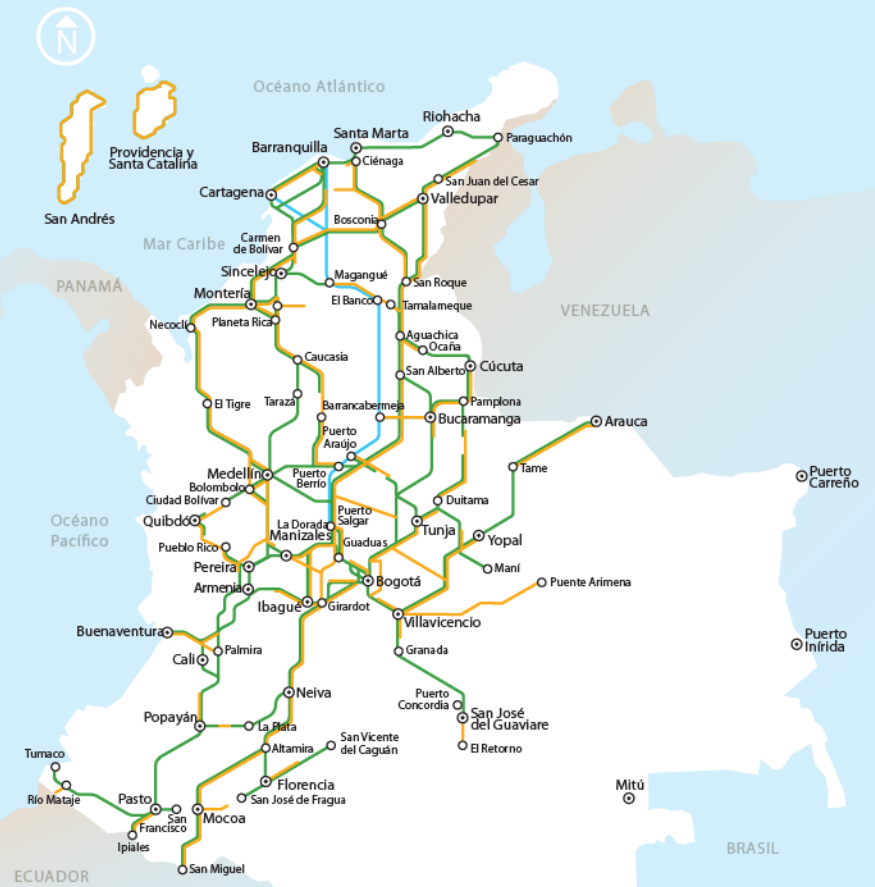 N
Océano Atlántico
Riohacha
Santa Marta
Paraguachón
Barranquilla
Ciénaga
Providencia y
Santa Catalina
San Juan del Cesar
Cartagena
Valledupar
San Andrés
Bosconia
Mar Caribe
Carmen
de Bolívar
Sincelejo
Magangué
San Roque
PANAMÁ
Montería
El Banco
Tamalameque
VENEZUELA
Necoclí
Planeta Rica
Aguachica
Ocaña
Caucasia
San Alberto
Cúcuta
El Tigre
Tarazá
Barrancabermeja
Pamplona
Bucaramanga
Arauca
Puerto
Araújo
Medellín
Puerto
Berrío
Tame
Puerto
Carreño
Bolombolo
Ciudad Bolívar
Duitama
Océano
Pacífico
Quibdó
La Dorada
Puerto
Salgar
Tunja
Manizales
Yopal
Pueblo Rico
Guaduas
Pereira
Maní
Armenia
Bogotá
Puente Arimena
Ibagué
Girardot
Villavicencio
Buenaventura
Puerto
Inírida
Cali
Palmira
Granada
Neiva
Puerto
Concordia
Popayán
La Plata
San José
del Guaviare
San Vicente
del Caguán
Altamira
El Retorno
Tumaco
Florencia
Mitú
Río Mataje
Pasto
San
Francisco
San José de Fragua
Mocoa
Ipiales
BRASIL
San Miguel
ECUADOR